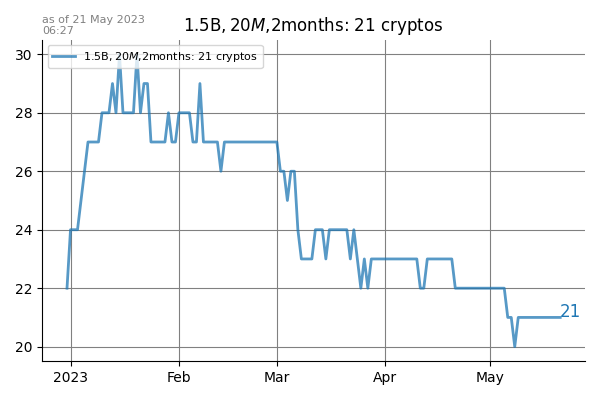 as of 21 May 2023
06:27
1.5B, 20M,2months: 21 cryptos
1.5B, 20M,2months: 21 cryptos
30
28
26
24
22
20
21
2023
Feb
Mar
Apr
May